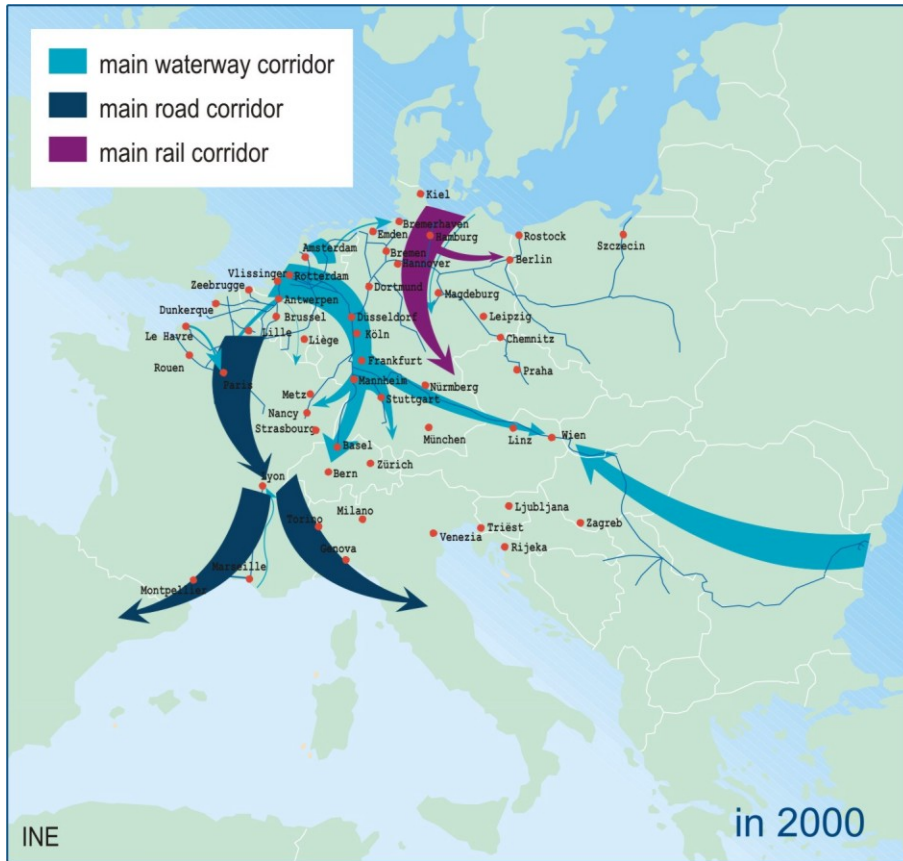 main waterway corridor
main road corridor
main rail corridor
Kiel
Bremerhaven
Emden
Hamburg
Rostock
Szczecin
Amsterdam
Bremen
Hannover
Berlin
Vlissingen
Rotterdam
Zeebrugge
Dortmund
Magdeburg
Dunkerque
Antwerpen
Brussel
Düsseldorf
Leipzig
Le Havre
Lille
Liège
Köln
Chemnitz
Rouen
Frankfurt
Paris
Mannheim
Praha
Metz
Nürmberg
Stuttgart
Nancy
Strasbourg
München
Linz
Wien
Basel
Zürich
Bern
Lyon
Milano
Ljubljana
Torino
Triëst
Zagreb
Venezia
Rijeka
Genova
Marseille
Montpellier
INE
in 2000